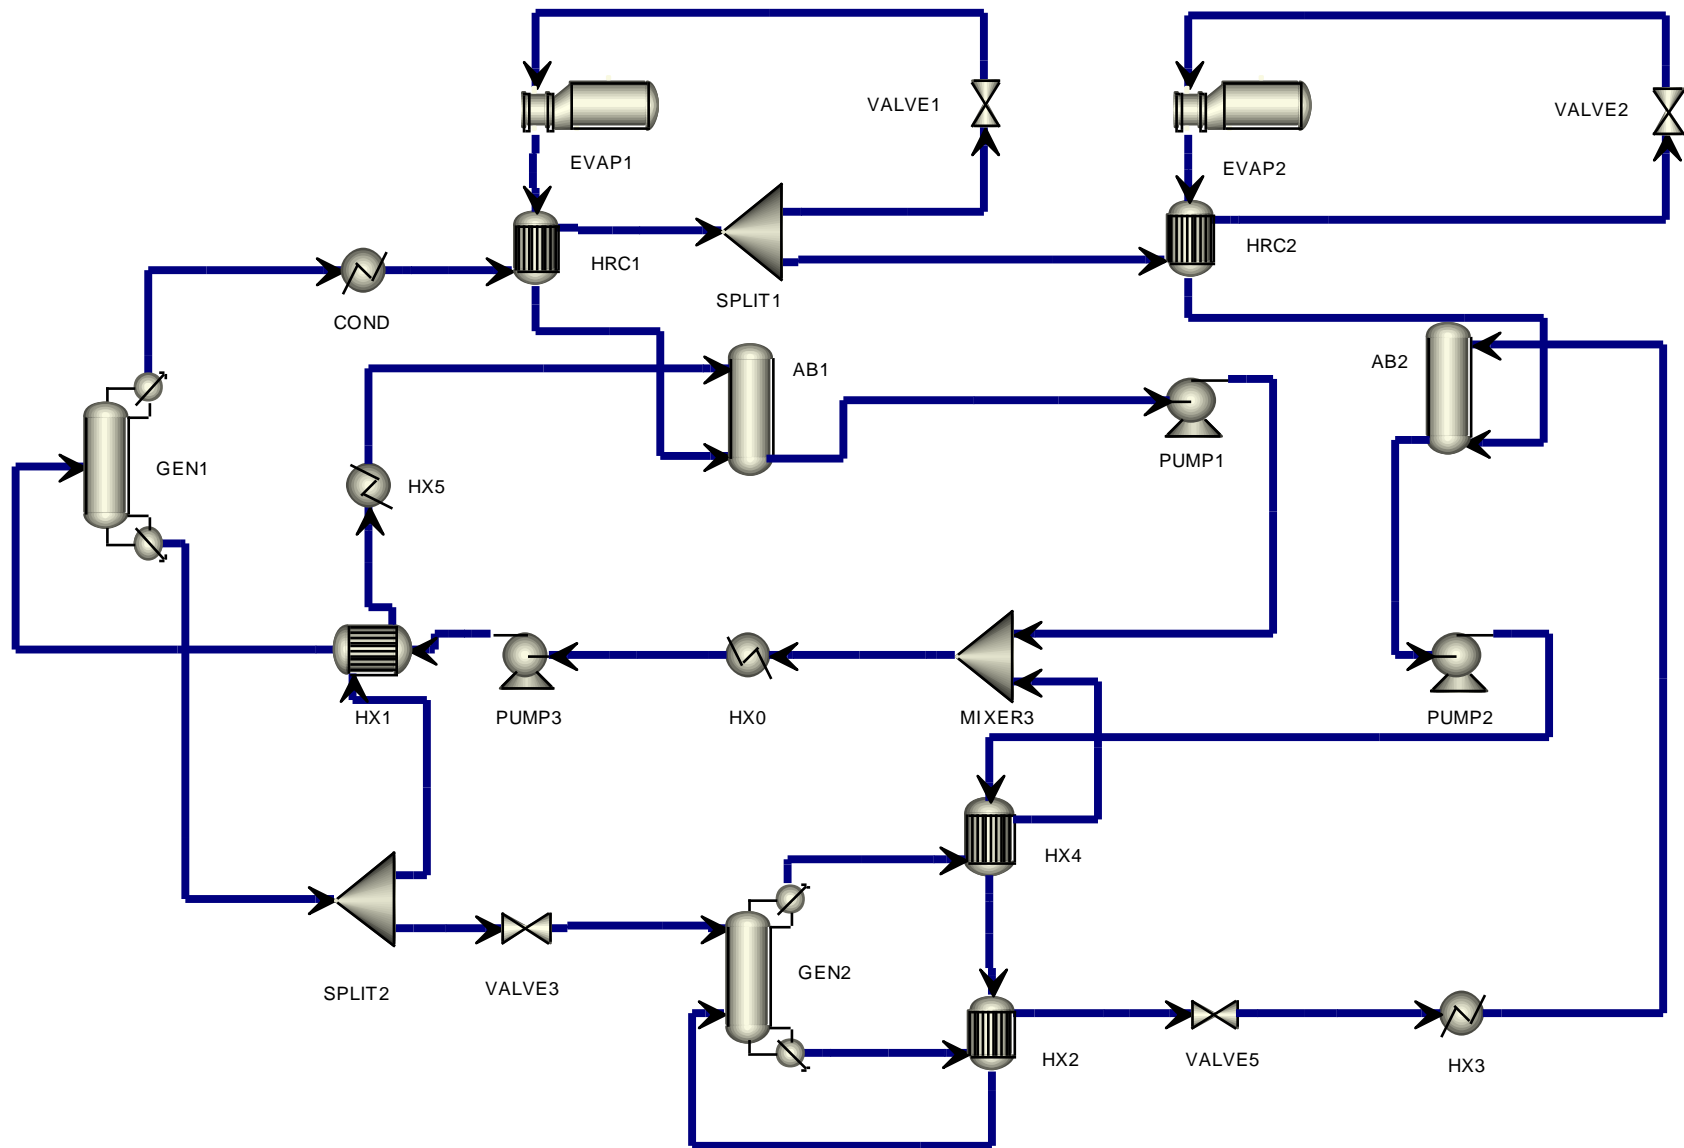 VALVE1
VALVE2
EVAP1
EVAP2
HRC1
HRC2
SPLIT1
COND
AB1
AB2
GEN1
PUMP1
HX5
HX1
PUMP3
HX0
MIXER3
PUMP2
HX4
GEN2
SPLIT2
VALVE3
HX2
VALVE5
HX3